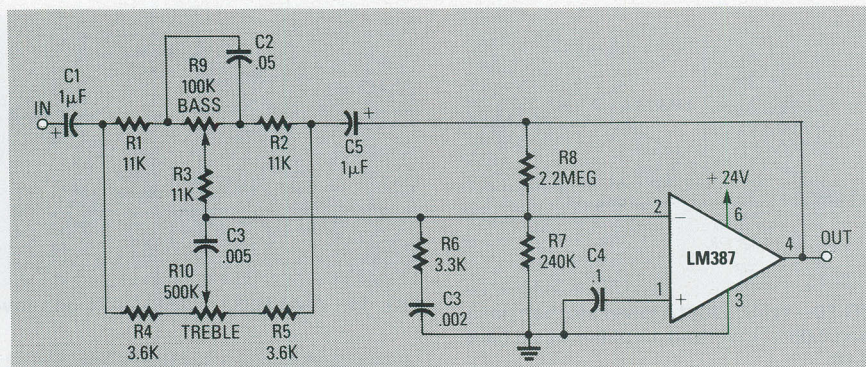 IN
C1
1µF
+
R1
11K
R9
100K
BASS
C2
.05
R2
11K
R3
11K
C5
1µF
+
C3
.005
R10
500K
TREBLE
R4
3.6K
R5
3.6K
R6
3.3K
C3
.002
R8
2.2MEG
R7
240K
C4
.1
+ 24V
2
−
6
LM387
4
OUT
1
+
3